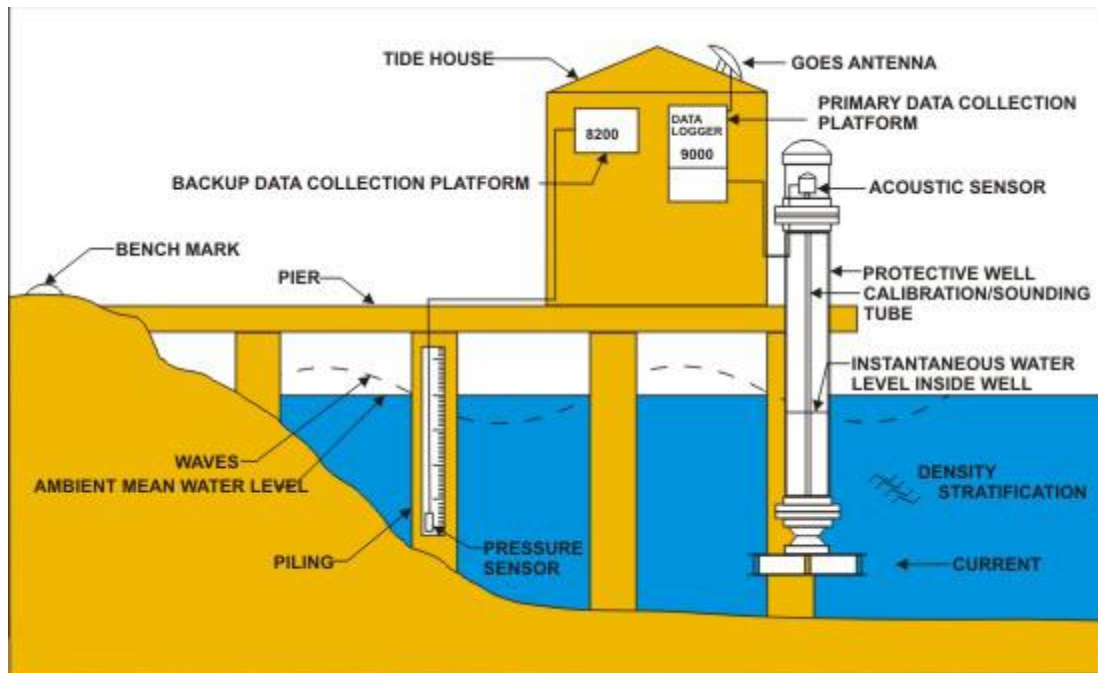 TIDE HOUSE
GOES ANTENNA
PRIMARY DATA COLLECTION
PLATFORM
DATA
LOGGER
9000
8200
BACKUP DATA COLLECTION PLATFORM
ACOUSTIC SENSOR
BENCH MARK
PIER
PROTECTIVE WELL
CALIBRATION/SOUNDING
TUBE
INSTANTANEOUS WATER
LEVEL INSIDE WELL
WAVES
AMBIENT MEAN WATER LEVEL
DENSITY
STRATIFICATION
PILING
PRESSURE
SENSOR
CURRENT